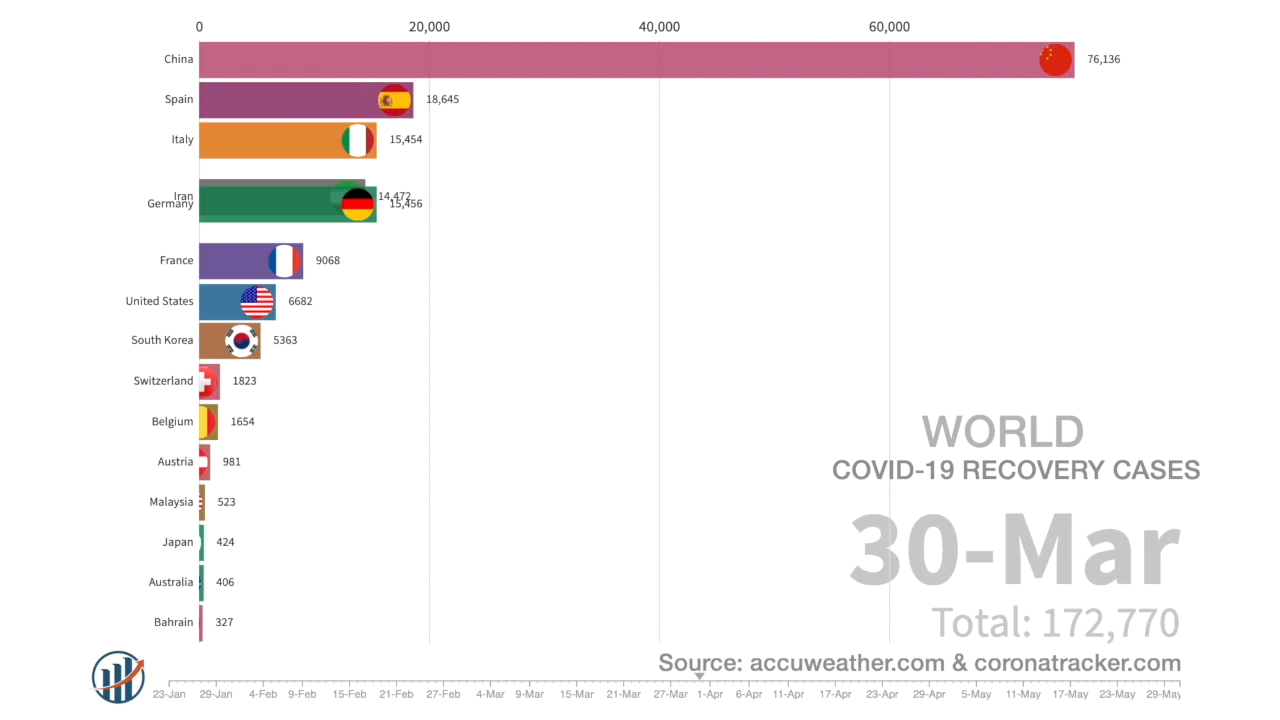 0 20,000 40,000 60,000
China 76,136
Spain 18,645
Italy 15,454
Iran 14,472
Germany 15,456
France 9068
United States 6682
South Korea 5363
Switzerland 1823
Belgium 1654
Austria 981
Malaysia 523
Japan 424
Australia 406
Bahrain 327
WORLD
COVID-19 RECOVERY CASES
30-Mar
Total: 172,770
Source: accuweather.com & coronatracker.com
23-Jan 29-Jan 4-Feb 9-Feb 15-Feb 21-Feb 27-Feb 4-Mar 9-Mar 15-Mar 21-Mar 27-Mar 1-Apr 6-Apr 11-Apr 17-Apr 23-Apr 29-Apr 5-May 11-May 17-May 23-May 29-May